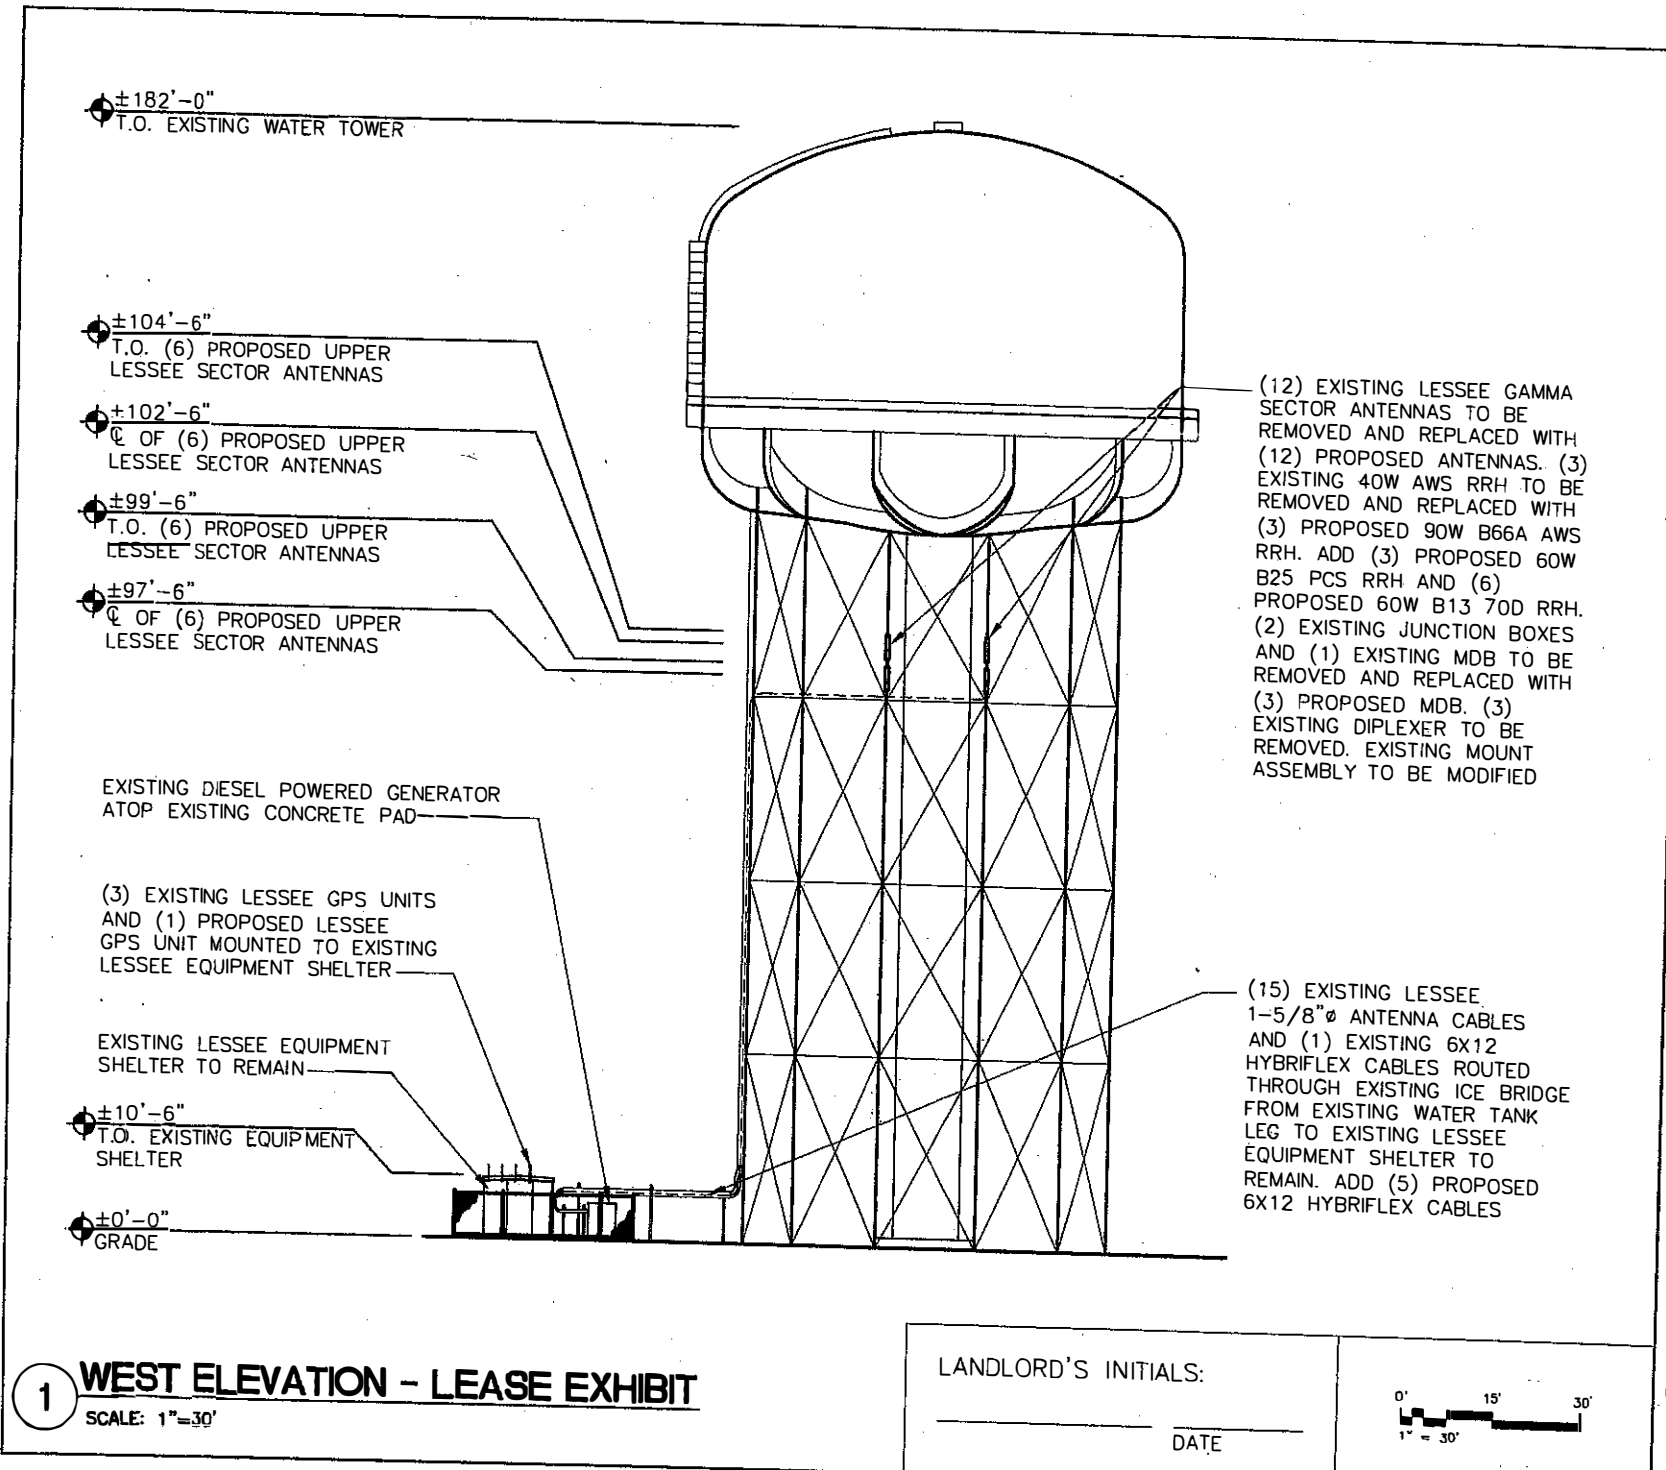 ±182'-0"
T.O. EXISTING WATER TOWER
±104'-6"
T.O. (6) PROPOSED UPPER
LESSEE SECTOR ANTENNAS
±102'-6"
℄ OF (6) PROPOSED UPPER
LESSEE SECTOR ANTENNAS
±99'-6"
T.O. (6) PROPOSED UPPER
LESSEE SECTOR ANTENNAS
±97'-6"
℄ OF (6) PROPOSED UPPER
LESSEE SECTOR ANTENNAS
EXISTING DIESEL POWERED GENERATOR
ATOP EXISTING CONCRETE PAD
(3) EXISTING LESSEE GPS UNITS
AND (1) PROPOSED LESSEE
GPS UNIT MOUNTED TO EXISTING
LESSEE EQUIPMENT SHELTER
EXISTING LESSEE EQUIPMENT
SHELTER TO REMAIN
±10'-6"
T.O. EXISTING EQUIPMENT
SHELTER
±0'-0"
GRADE
(12) EXISTING LESSEE GAMMA
SECTOR ANTENNAS TO BE
REMOVED AND REPLACED WITH
(12) PROPOSED ANTENNAS. (3)
EXISTING 40W AWS RRH TO BE
REMOVED AND REPLACED WITH
(3) PROPOSED 90W B66A AWS
RRH. ADD (3) PROPOSED 60W
B25 PCS RRH AND (6)
PROPOSED 60W B13 70D RRH.
(2) EXISTING JUNCTION BOXES
AND (1) EXISTING MDB TO BE
REMOVED AND REPLACED WITH
(3) PROPOSED MDB. (3)
EXISTING DIPLEXER TO BE
REMOVED. EXISTING MOUNT
ASSEMBLY TO BE MODIFIED
(15) EXISTING LESSEE
1-5/8"ø ANTENNA CABLES
AND (1) EXISTING 6X12
HYBRIFLEX CABLES ROUTED
THROUGH EXISTING ICE BRIDGE
FROM EXISTING WATER TANK
LEG TO EXISTING LESSEE
EQUIPMENT SHELTER TO
REMAIN. ADD (5) PROPOSED
6X12 HYBRIFLEX CABLES
1 WEST ELEVATION - LEASE EXHIBIT
SCALE: 1"=30'
LANDLORD'S INITIALS:
DATE
0' 15' 30'
1" = 30'